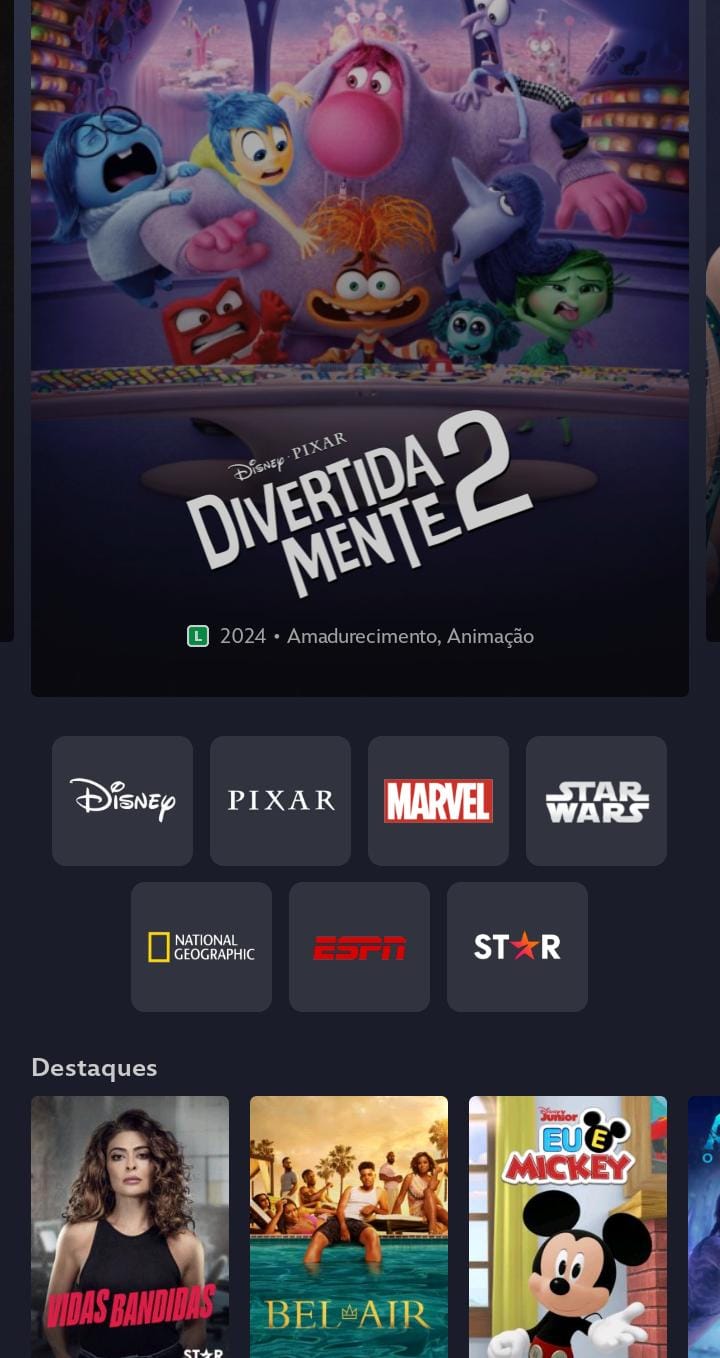 Disney · PIXAR
DIVERTIDA
MENTE 2
L 2024 • Amadurecimento, Animação
Disney
PIXAR
MARVEL
STAR
WARS
NATIONAL
GEOGRAPHIC
ESPN
STAR
Destaques
VIDAS BANDIDAS
STAR
BEL-AIR
Disney Junior
EU E
MICKEY